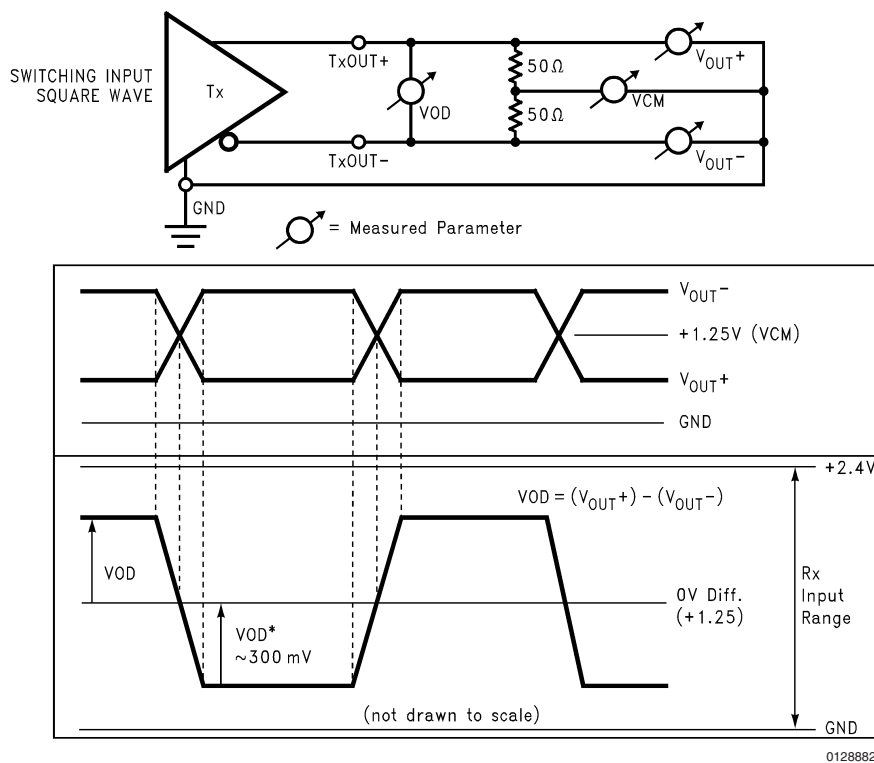 SWITCHING INPUT
SQUARE WAVE
Tx
TxOUT+
TxOUT-
VOD
50Ω
50Ω
VCM
VOUT+
VOUT-
GND
= Measured Parameter
VOUT-
+1.25V (VCM)
VOUT+
GND
+2.4V
VOD = (VOUT+) - (VOUT-)
VOD
0V Diff.
(+1.25)
Rx
Input
Range
VOD*
~300 mV
(not drawn to scale)
GND
0128882